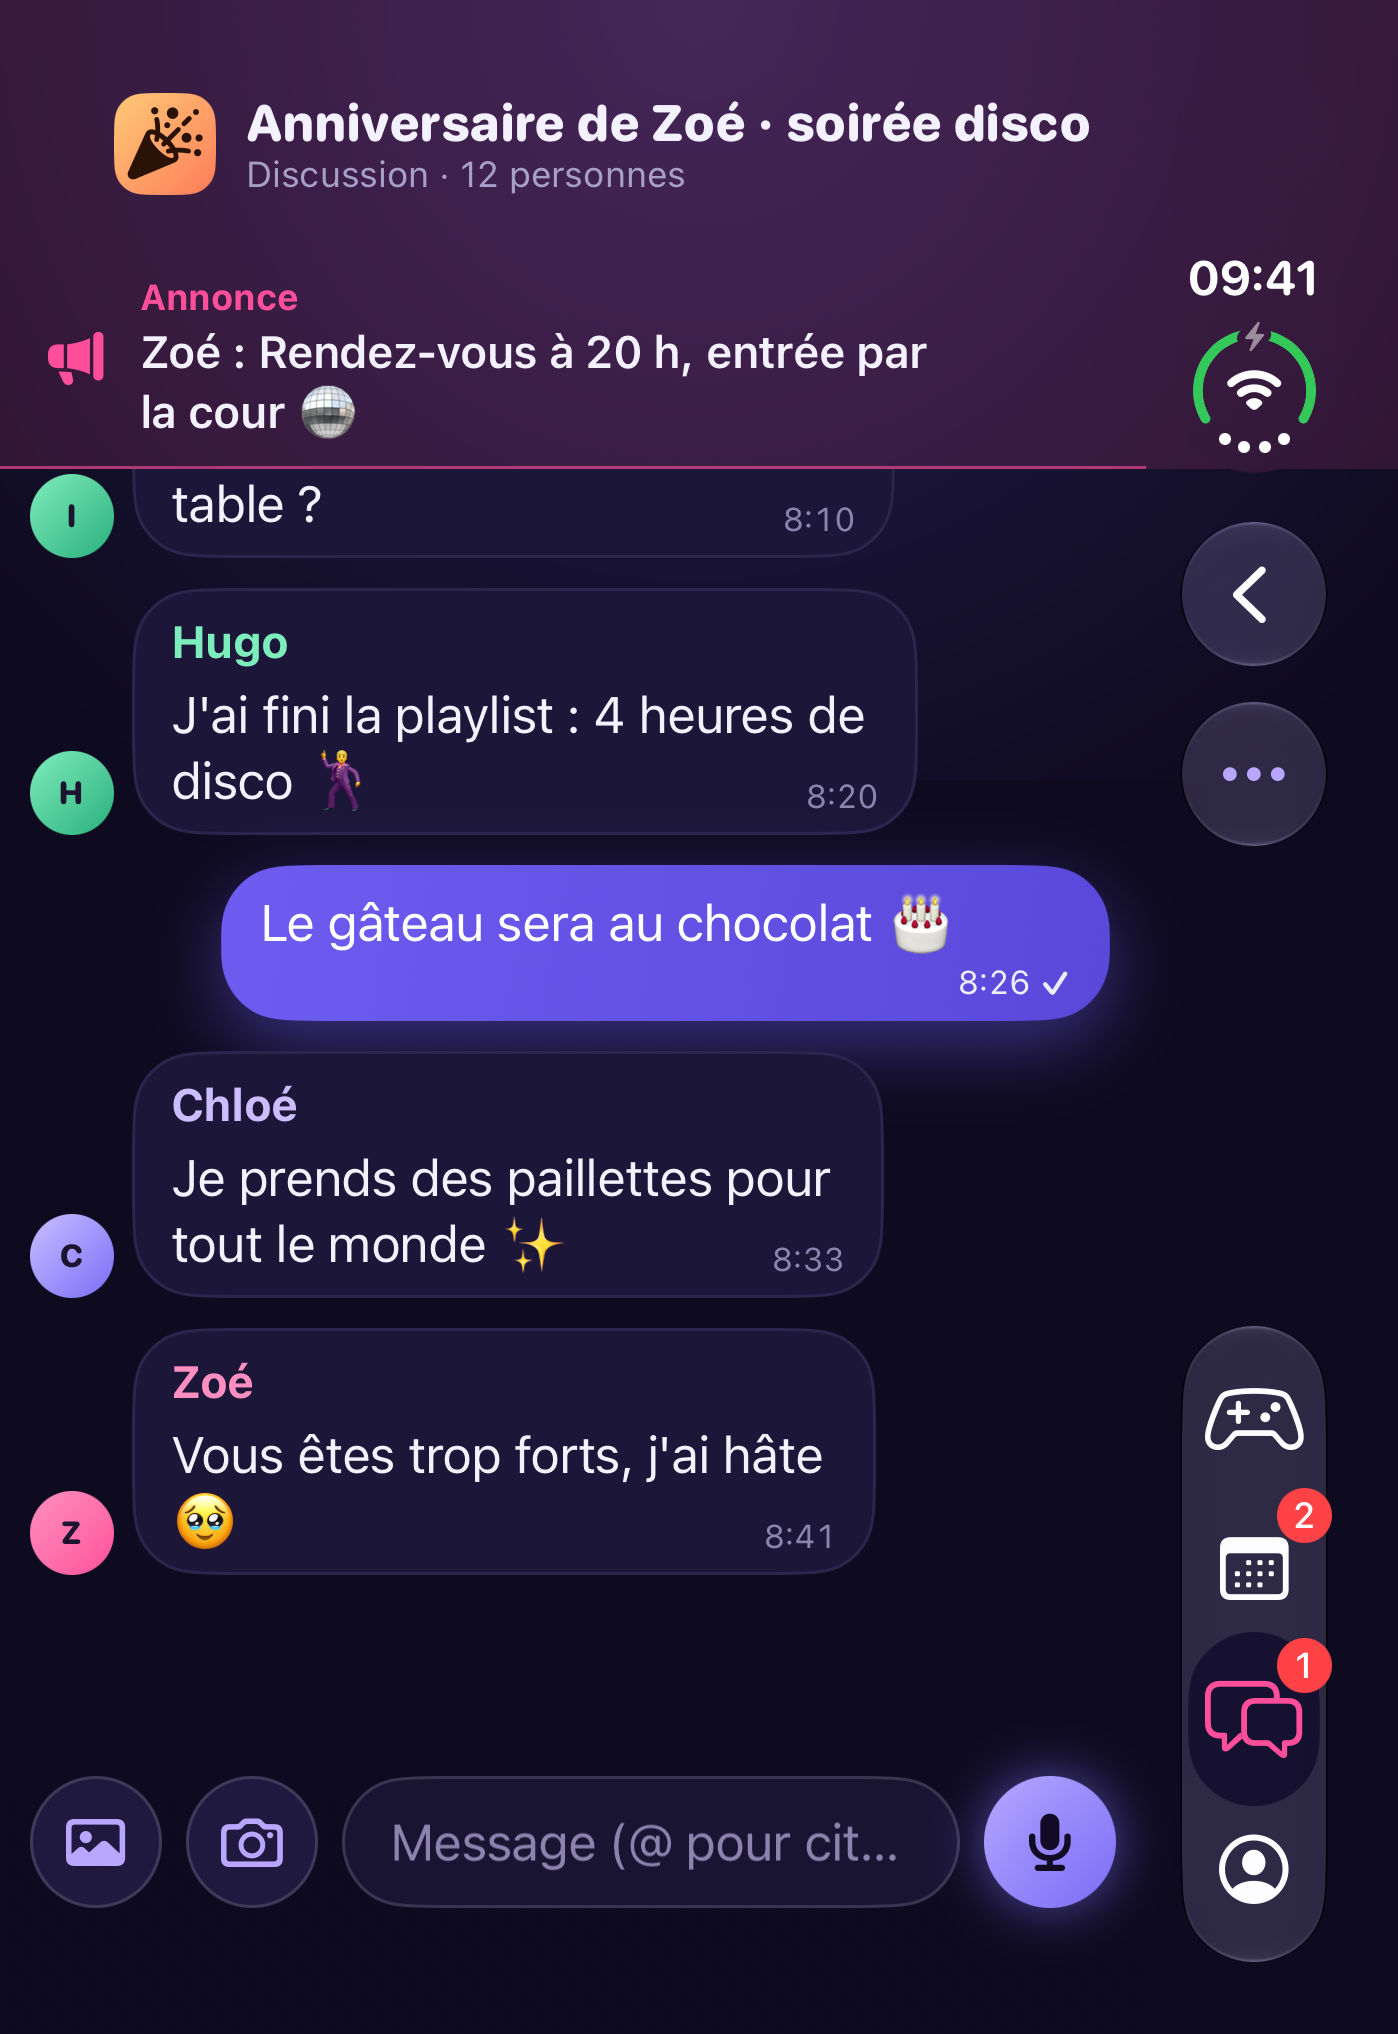 Anniversaire de Zoé · soirée disco
Discussion · 12 personnes
09:41
Annonce
Zoé : Rendez-vous à 20 h, entrée par
la cour 🪩
I
table ?
8:10
Hugo
J'ai fini la playlist : 4 heures de
disco 🕺
8:20
H
Le gâteau sera au chocolat 🎂
8:26 ✓
Chloé
Je prends des paillettes pour
tout le monde ✨
8:33
C
Zoé
Vous êtes trop forts, j'ai hâte
🥹
8:41
Z
2
1
Message (@ pour cit...